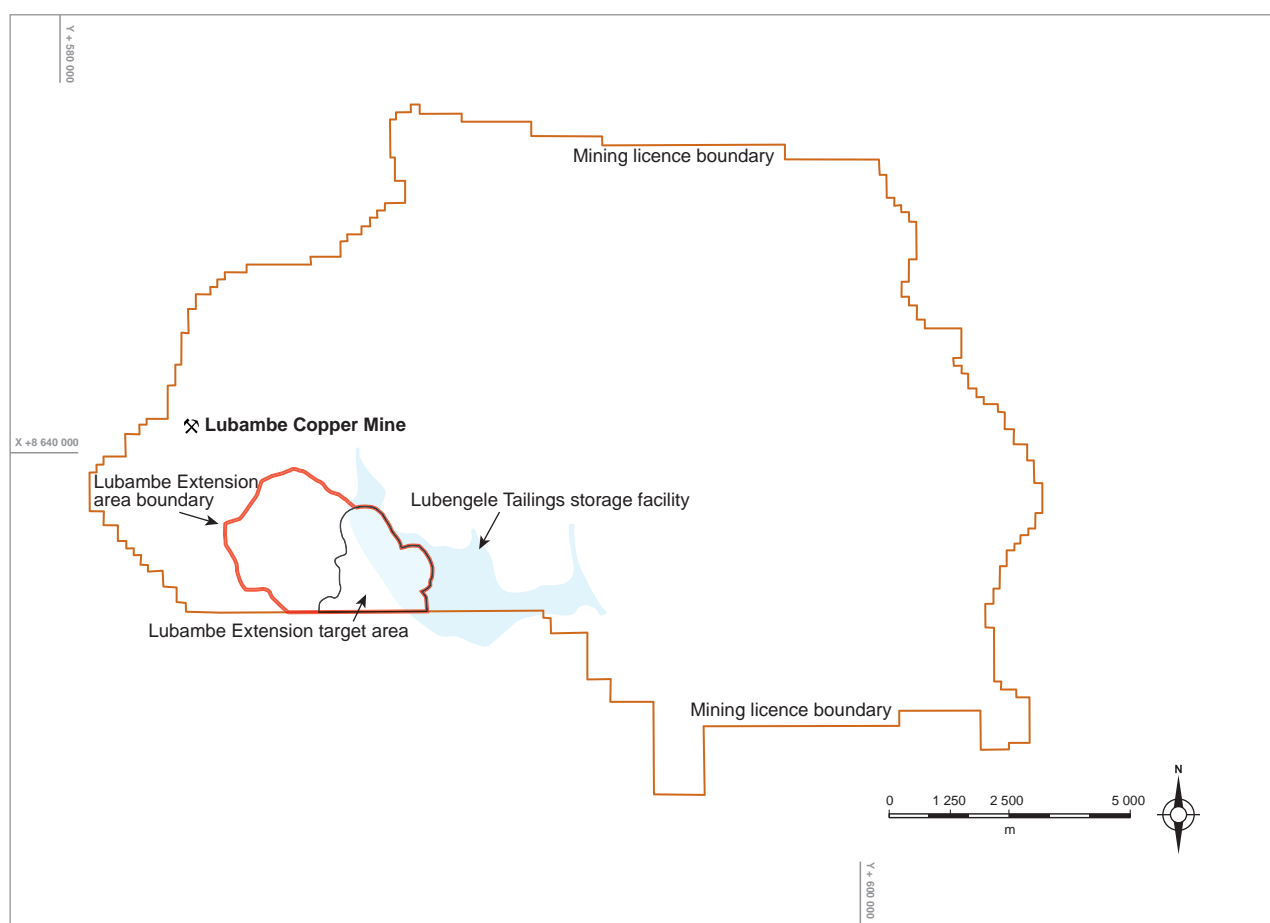 Y + 580 000
Mining licence boundary
Lubambe Copper Mine
X +8 640 000
Lubambe Extension
area boundary
Lubengele Tailings storage facility
Lubambe Extension target area
Mining licence boundary
N
0 1 250 2 500 5 000
m
Y + 600 000